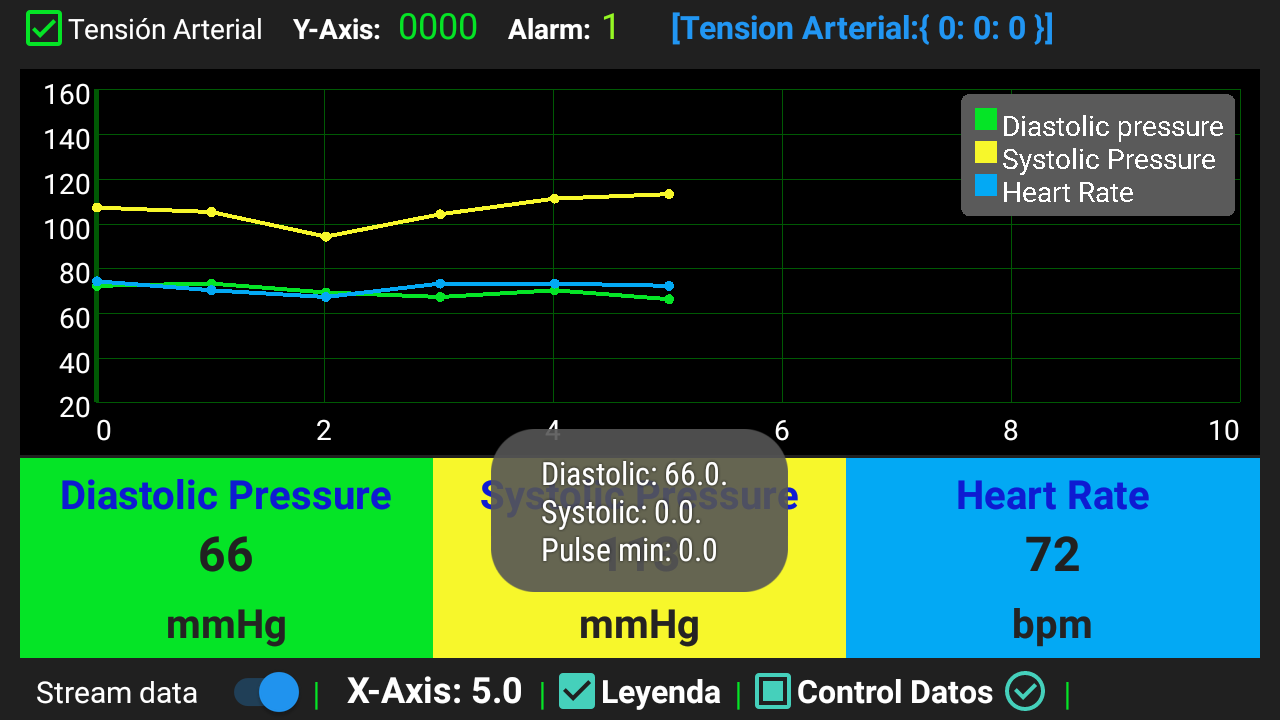 Tensión Arterial Y-Axis: 0000 Alarm: 1 [Tension Arterial:{ 0: 0: 0 }]
160
140
120
100
80
60
40
20
Diastolic pressure
Systolic Pressure
Heart Rate
0 2 4 6 8 10
Diastolic Pressure
66
mmHg
Systolic Pressure
113
mmHg
Diastolic: 66.0.
Systolic: 0.0.
Pulse min: 0.0
Heart Rate
72
bpm
Stream data | X-Axis: 5.0 | Leyenda | Control Datos |